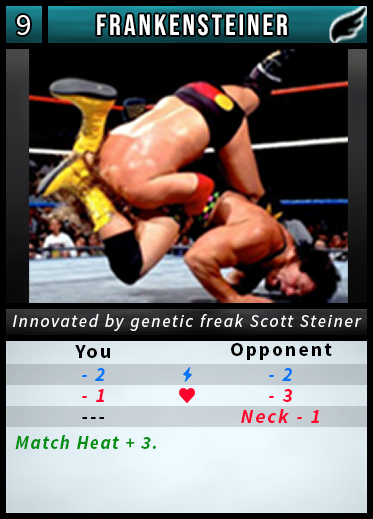 9 FRANKENSTEINER
Innovated by genetic freak Scott Steiner
You Opponent
- 2 - 2
- 1 - 3
--- Neck - 1
Match Heat + 3.